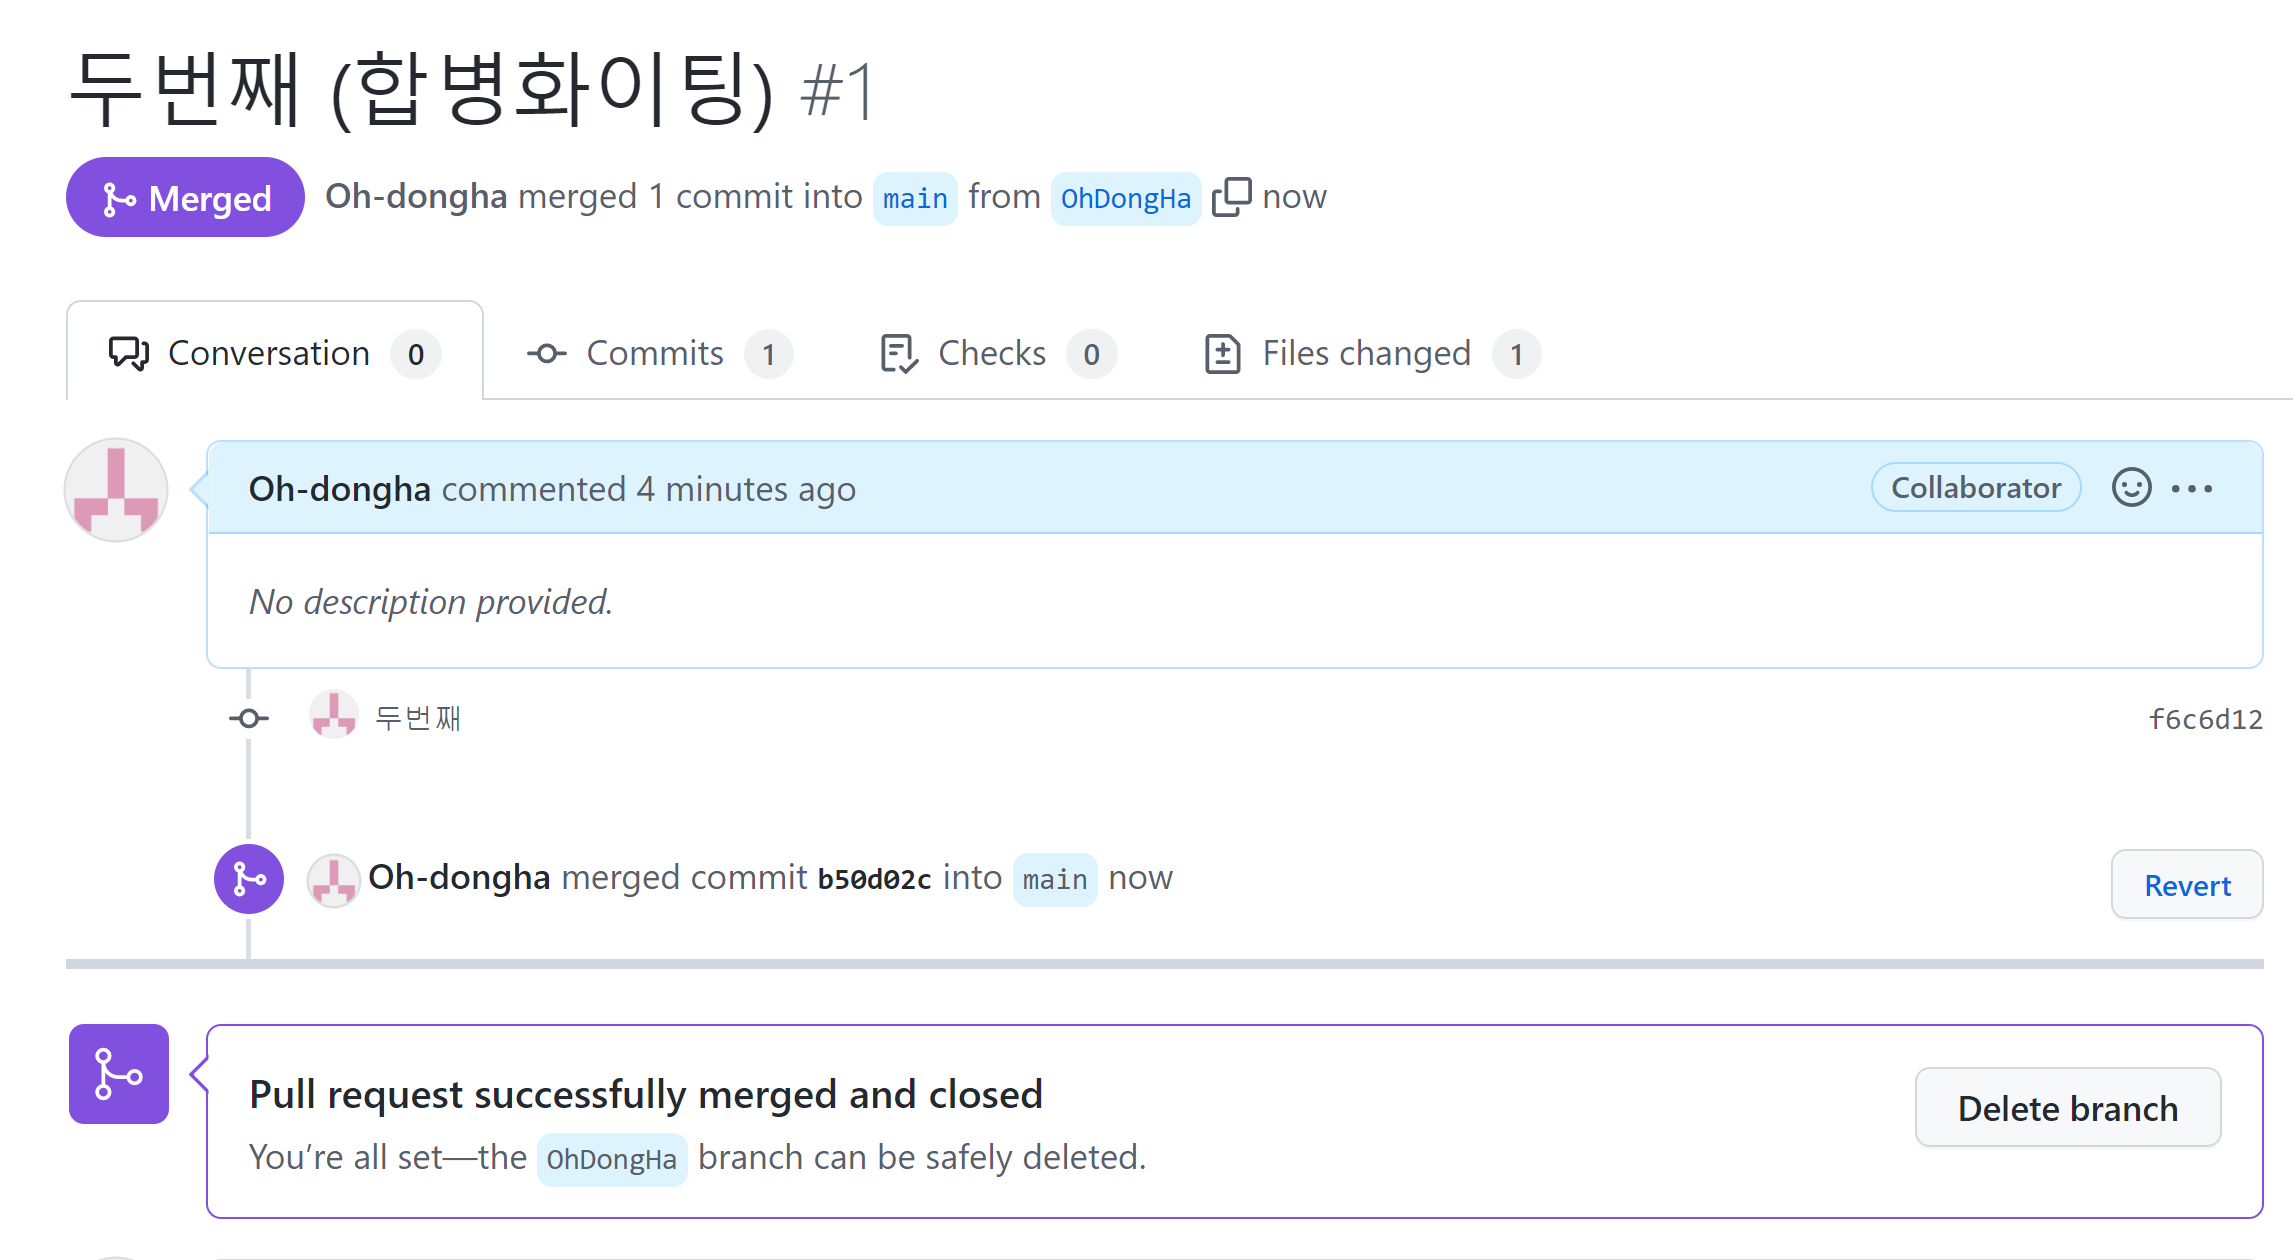 두번째 (합병화이팅) #1
Merged Oh-dongha merged 1 commit into main from OhDongHa now
Conversation 0 Commits 1 Checks 0 Files changed 1
Oh-dongha commented 4 minutes ago Collaborator
No description provided.
두번째 f6c6d12
Oh-dongha merged commit b50d02c into main now Revert
Pull request successfully merged and closed
Delete branch
You’re all set—the OhDongHa branch can be safely deleted.